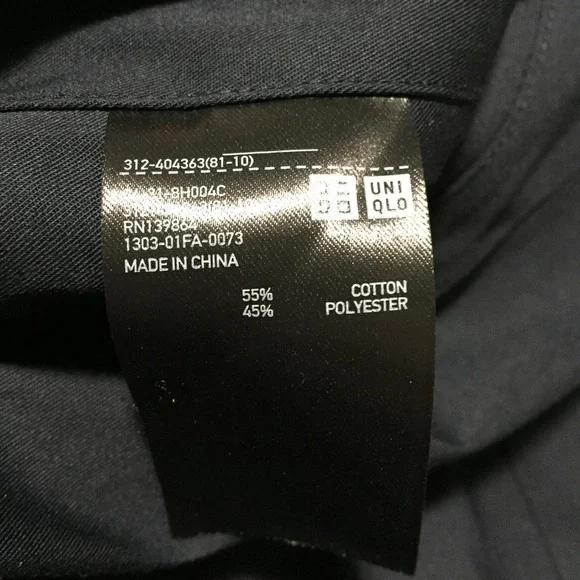 312-404363(81-10)
UNI
QLO
RN139864
1303-01FA-0073
MADE IN CHINA
55% COTTON
45% POLYESTER